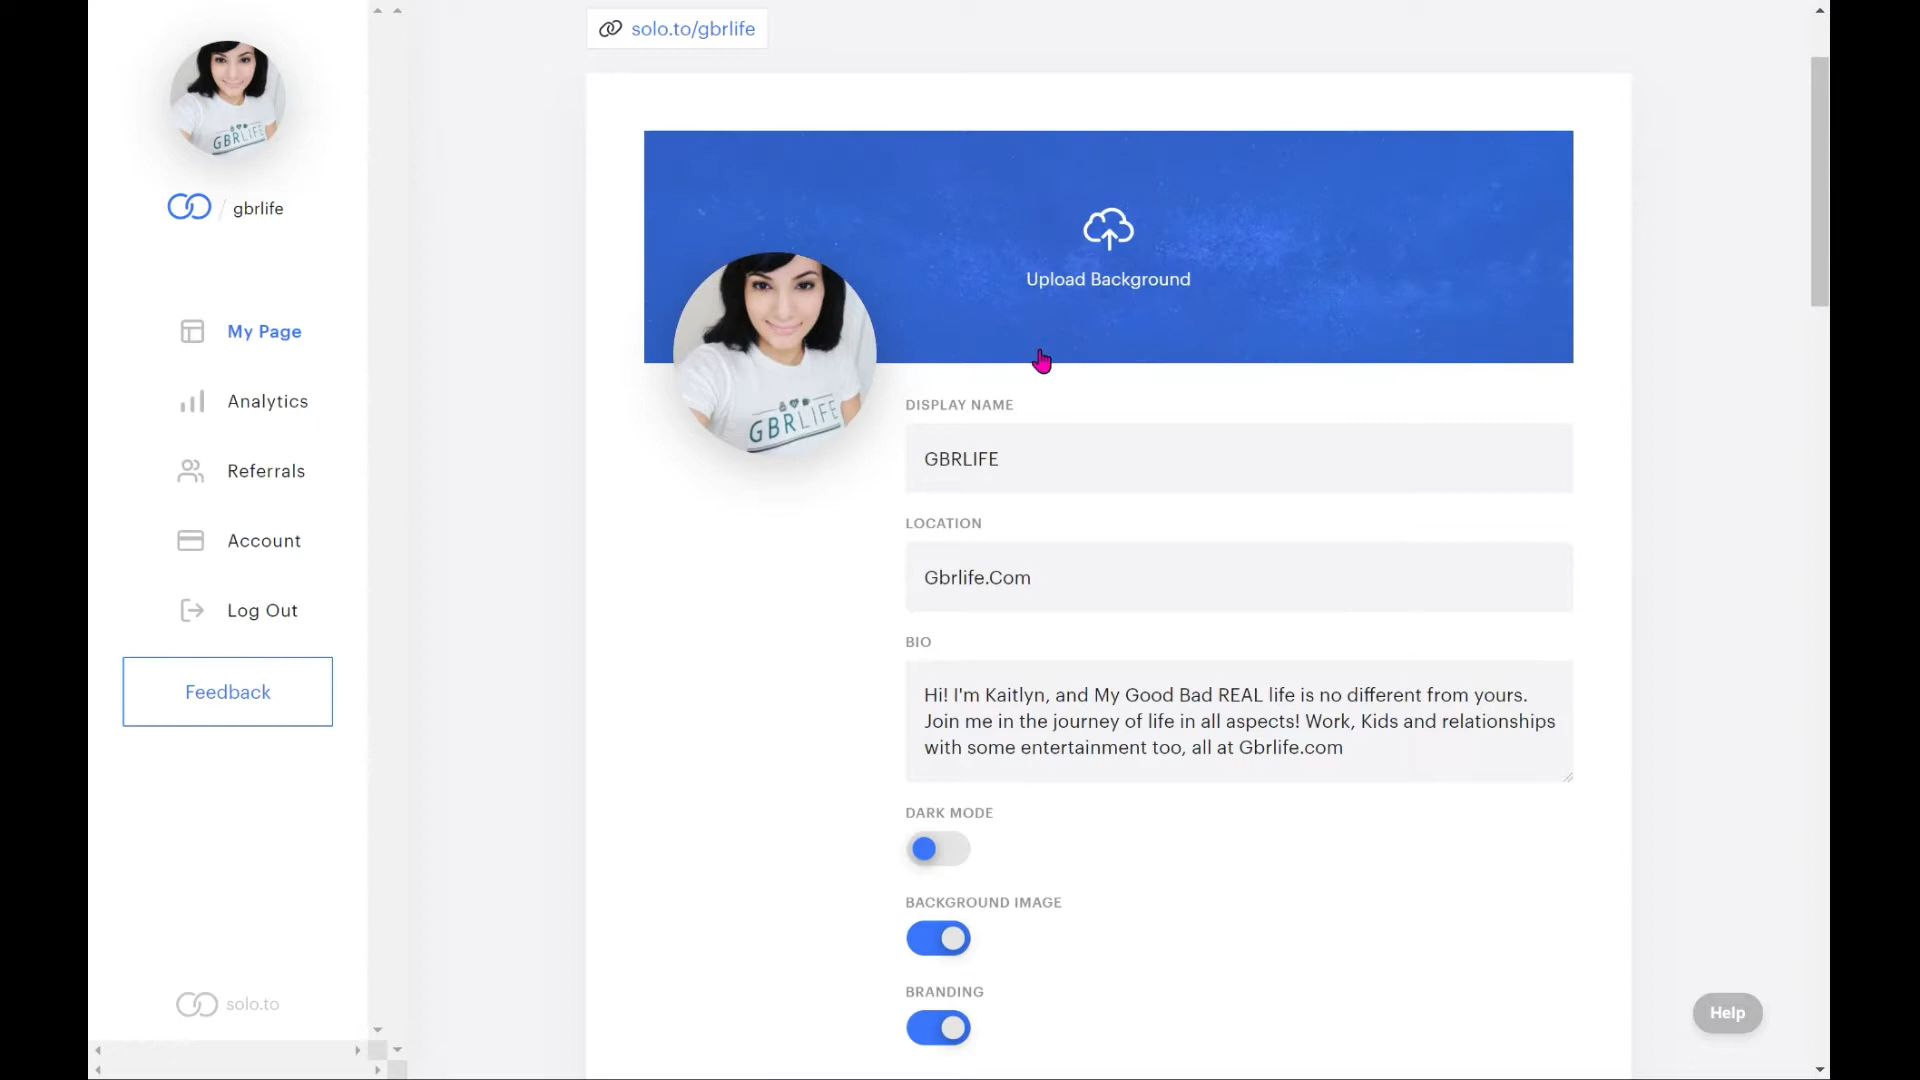 solo.to/gbrlife
GBRLIFE
gbrlife
My Page
Analytics
Referrals
Account
Log Out
Feedback
solo.to
Upload Background
GBRLIFE
DISPLAY NAME
GBRLIFE
LOCATION
Gbrlife.Com
BIO
Hi! I'm Kaitlyn, and My Good Bad REAL life is no different from yours.
Join me in the journey of life in all aspects! Work, Kids and relationships
with some entertainment too, all at Gbrlife.com
DARK MODE
BACKGROUND IMAGE
BRANDING
Help